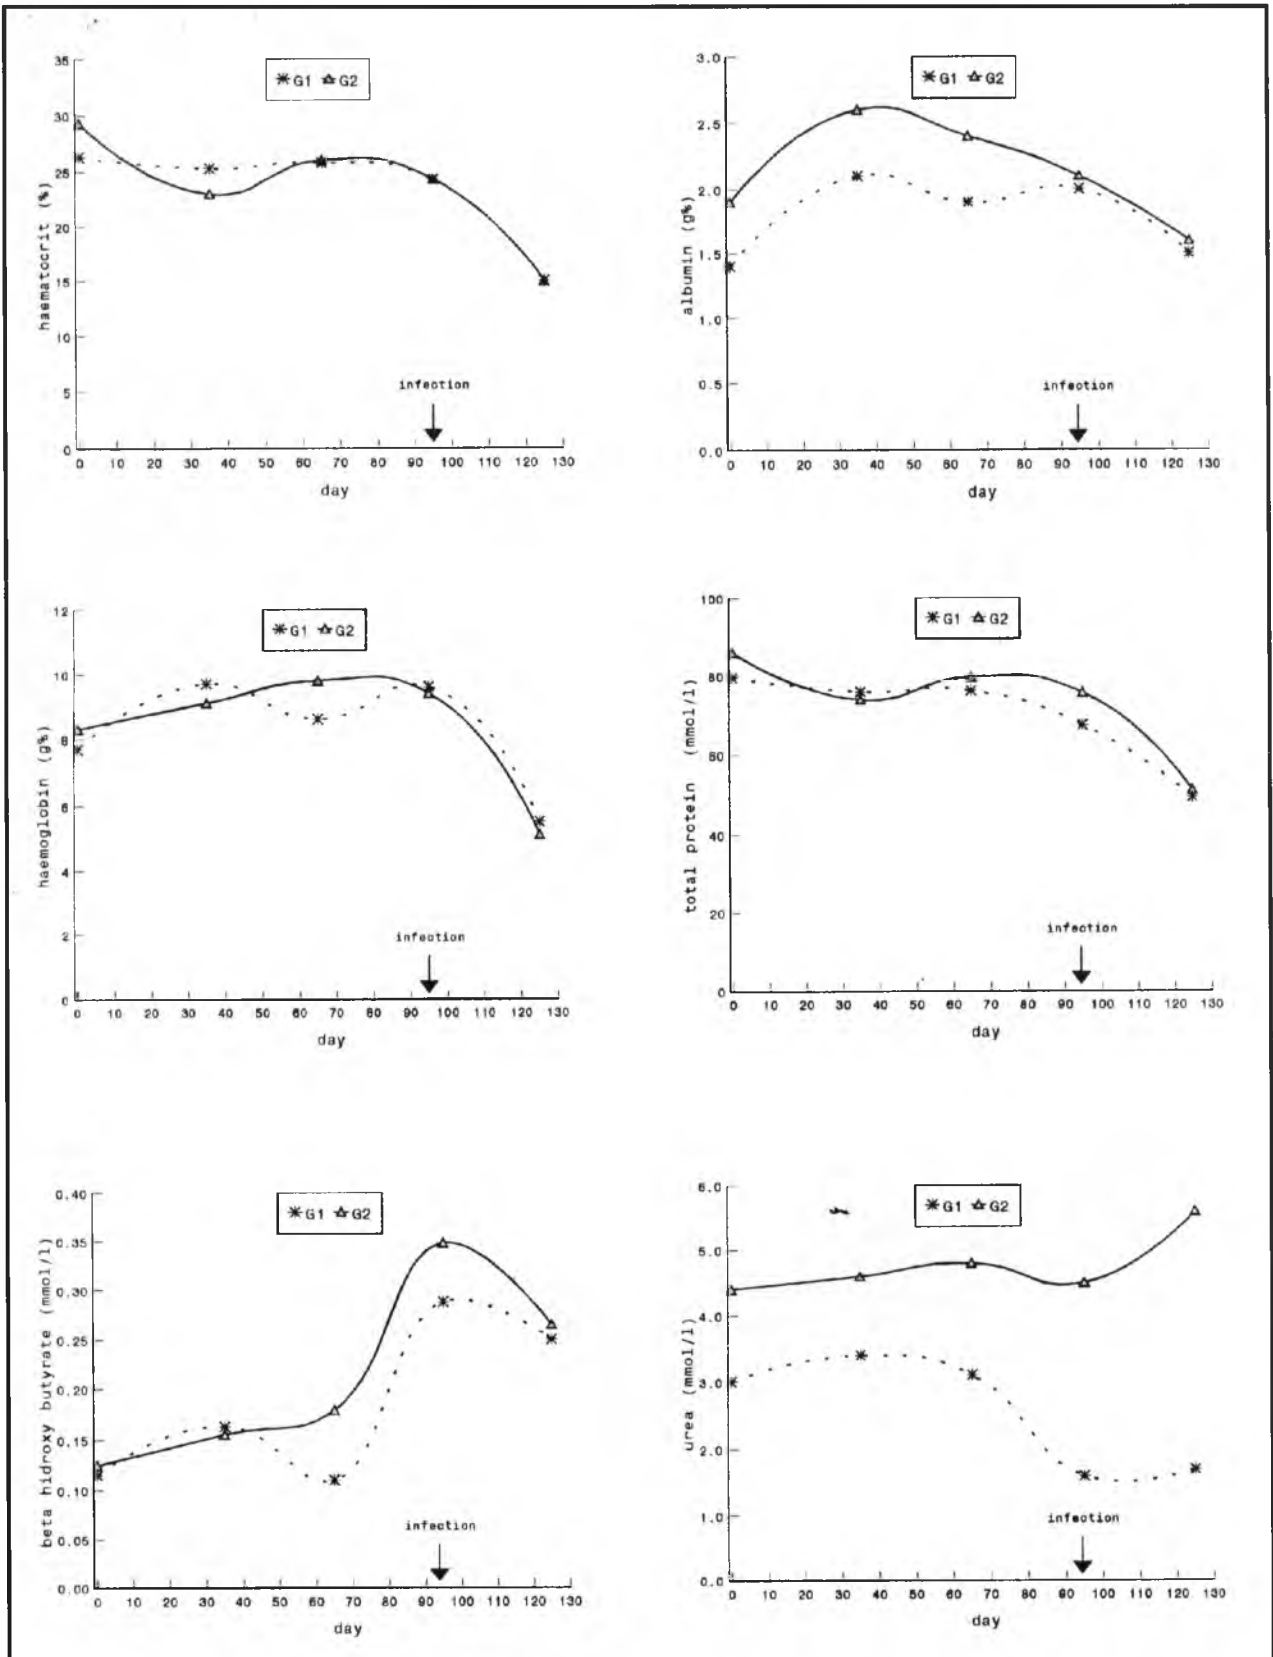 haematocrit (%)
35
30
25
20
15
10
5
0
G1 G2
infection
0 10 20 30 40 50 60 70 80 90 100 110 120 130
day
albumin (g%)
3.0
2.5
2.0
1.5
1.0
0.5
0.0
G1 G2
infection
0 10 20 30 40 50 60 70 80 90 100 110 120 130
day
haemoglobin (g%)
12
10
8
6
4
2
0
G1 G2
infection
0 10 20 30 40 50 60 70 80 90 100 110 120 130
day
total protein (mmol/l)
100
80
60
40
20
0
G1 G2
infection
0 10 20 30 40 50 60 70 80 90 100 110 120 130
day
beta hidroxy butyrate (mmol/l)
0.40
0.35
0.30
0.25
0.20
0.15
0.10
0.05
0.00
G1 G2
infection
0 10 20 30 40 50 60 70 80 90 100 110 120 130
day
urea (mmol/l)
6.0
5.0
4.0
3.0
2.0
1.0
0.0
G1 G2
infection
0 10 20 30 40 50 60 70 80 90 100 110 120 130
day